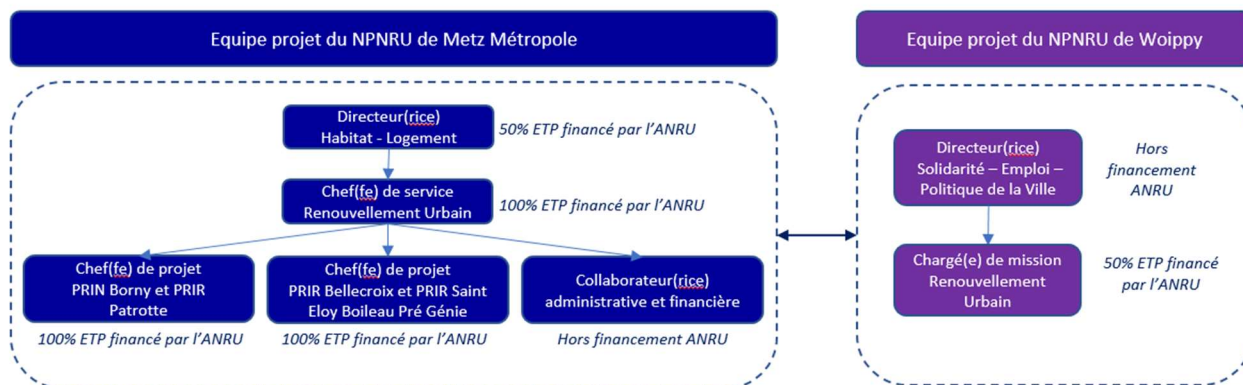 Equipe projet du NPNRU de Metz Métropole
Equipe projet du NPNRU de Woippy
Directeur(rice)
Habitat - Logement
50% ETP financé par l’ANRU
Chef(fe) de service
Renouvellement Urbain
100% ETP financé par l’ANRU
Chef(fe) de projet
PRIN Borny et PRIR
Patrotte
100% ETP financé par l’ANRU
Chef(fe) de projet
PRIR Bellecroix et PRIR Saint
Eloy Boileau Pré Génie
100% ETP financé par l’ANRU
Collaborateur(rice)
administrative et financière
Hors financement ANRU
Directeur(rice)
Solidarité – Emploi –
Politique de la Ville
Hors
financement
ANRU
Chargé(e) de mission
Renouvellement
Urbain
50% ETP financé
par l’ANRU